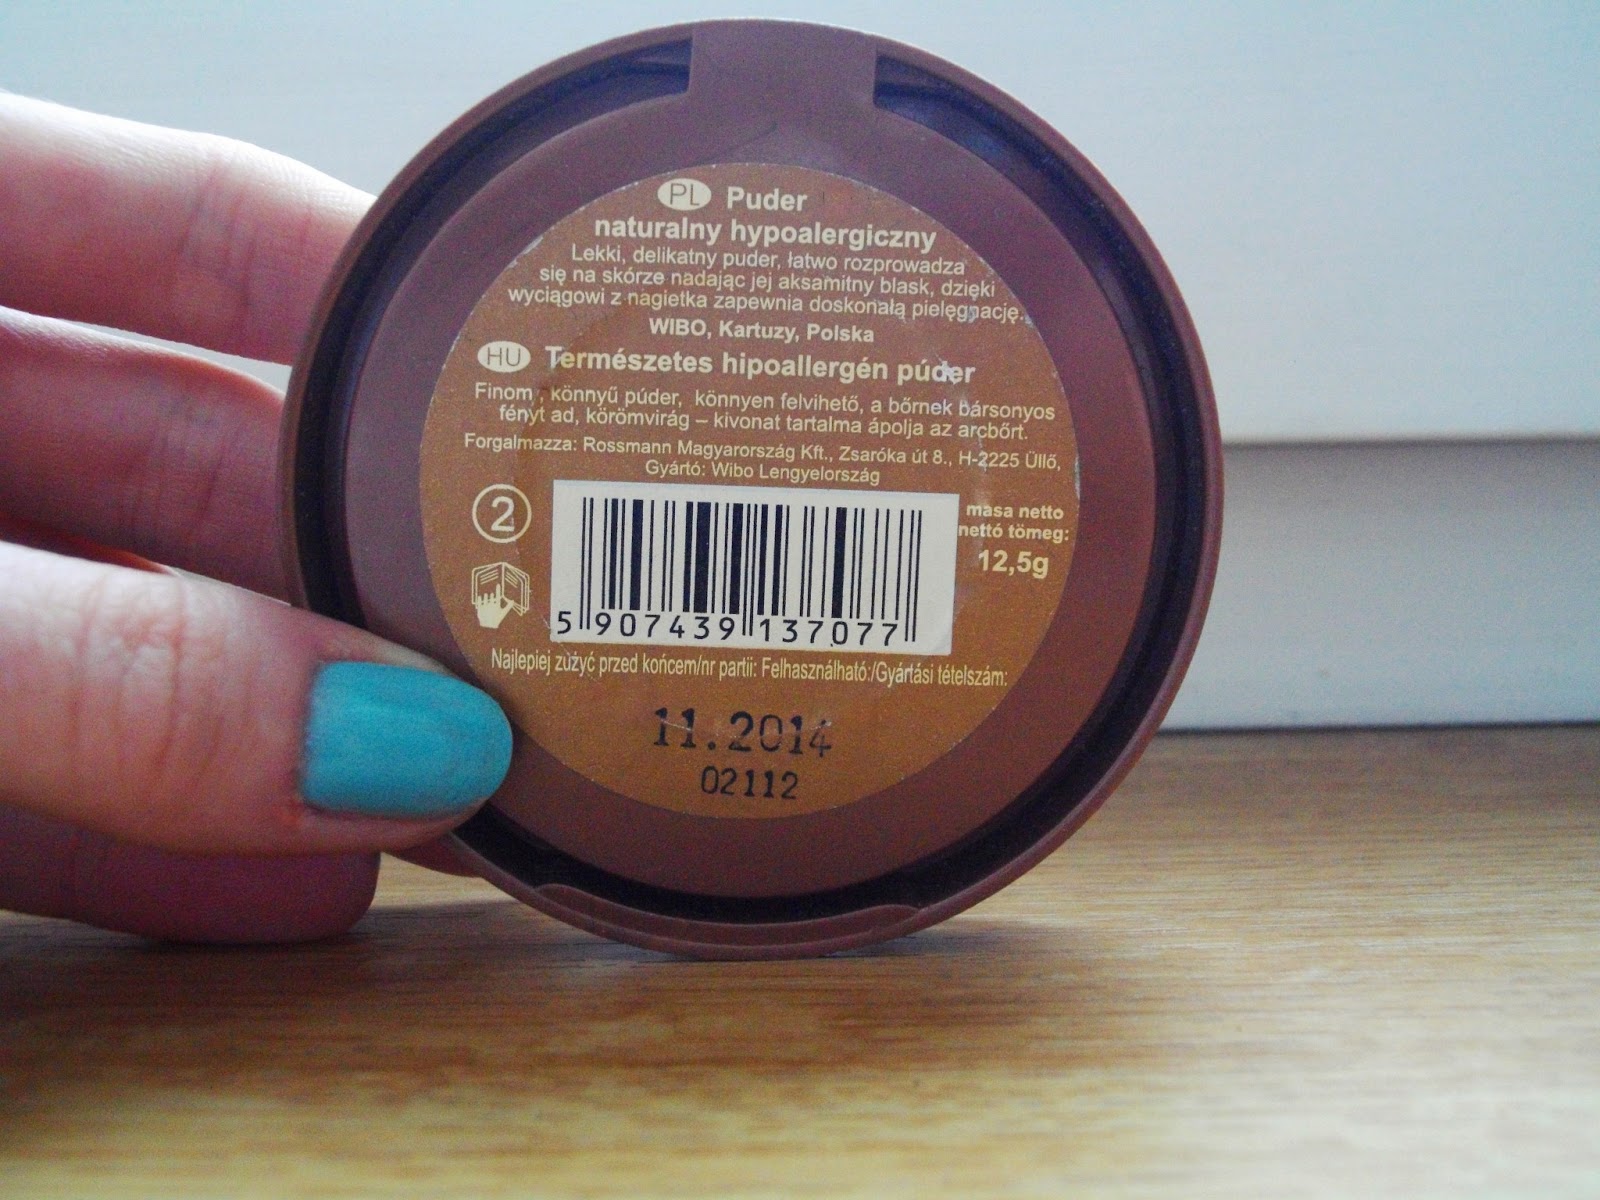 PL Puder
naturalny hypoalergiczny
Lekki, delikatny puder, łatwo rozprowadza
się na skórze nadając jej aksamitny blask, dzięki
wyciągowi z nagietka zapewnia doskonałą pielęgnację.
WIBO, Kartuzy, Polska
HU Természetes hipoallergén púder
Finom, könnyű púder, könnyen felvihető, a bőrnek bársonyos
fényt ad, körömvirág – kivonat tartalma ápolja az arcbőrt.
Forgalmazza: Rossmann Magyarország Kft., Zsaróka út 8., H-2225 Üllő,
Gyártó: Wibo Lengyelország
2
masa netto
nettó tömeg:
12,5g
5 907439 137077
Najlepiej zużyć przed końcem/nr partii: Felhasználható:/Gyártási tételszám:
11.2014
02112